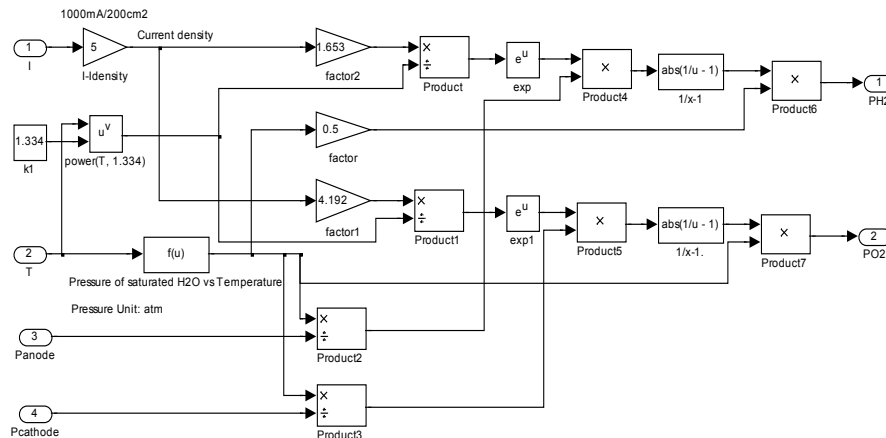 1000mA/200cm2
1
I
5
I-Idensity
Current density
1.653
factor2
×
÷
Product
e^u
exp
×
Product4
abs(1/u - 1)
1/x-1
×
Product6
1
PH2
1.334
k1
u^v
power(T, 1.334)
0.5
factor
4.192
factor1
×
÷
Product1
e^u
exp1
×
Product5
abs(1/u - 1)
1/x-1.
×
Product7
2
PO2
2
T
f(u)
Pressure of saturated H2O vs Temperature
Pressure Unit: atm
3
Panode
×
÷
Product2
4
Pcathode
×
÷
Product3